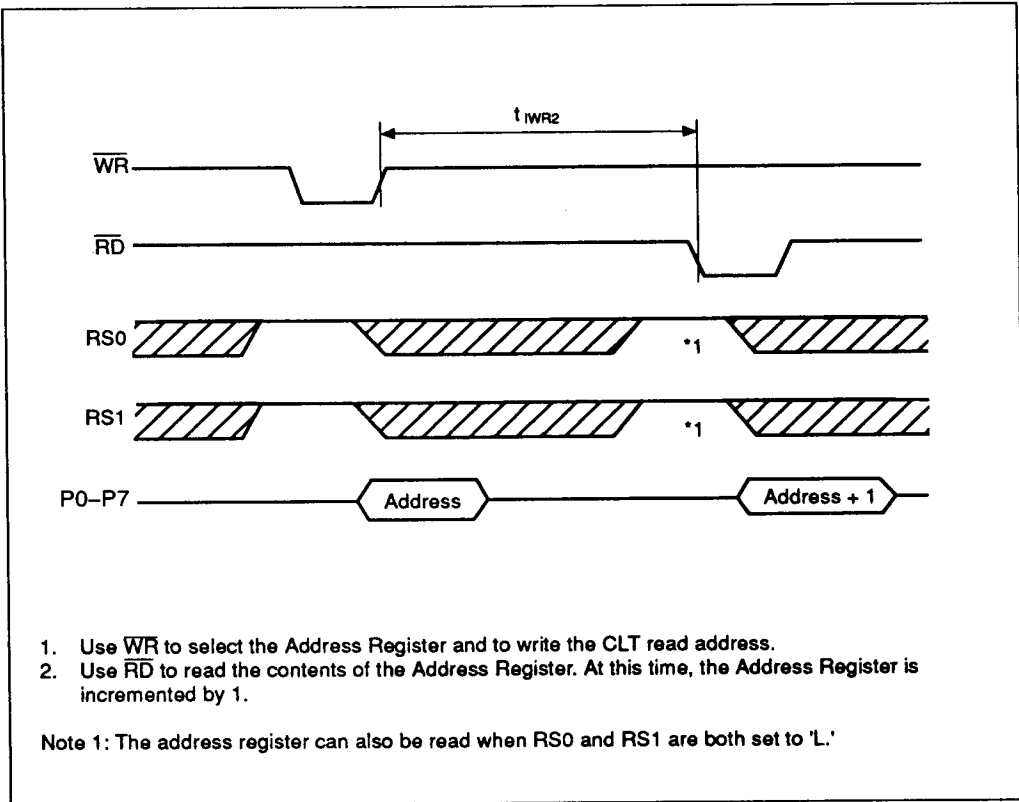 t IWR2
WR
RD
RS0
*1
RS1
*1
P0–P7
Address
Address + 1
1. Use WR to select the Address Register and to write the CLT read address.
2. Use RD to read the contents of the Address Register. At this time, the Address Register is
incremented by 1.
Note 1: The address register can also be read when RS0 and RS1 are both set to 'L.'